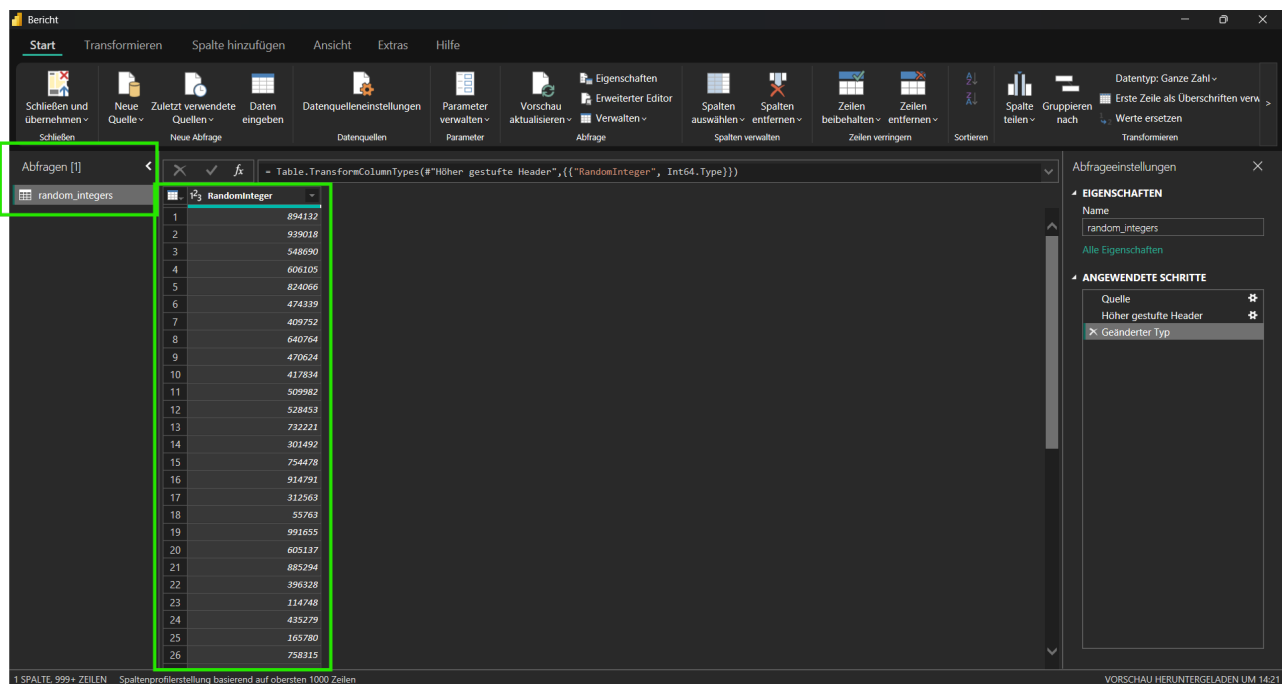 Bericht
Start Transformieren Spalte hinzufügen Ansicht Extras Hilfe
Schließen und übernehmen
Schließen
Neue Quelle
Zuletzt verwendete Quellen
Daten eingeben
Neue Abfrage
Datenquelleneinstellungen
Datenquellen
Parameter verwalten
Parameter
Vorschau aktualisieren
Eigenschaften
Erweiterter Editor
Verwalten
Abfrage
Spalten auswählen
Spalten entfernen
Spalten verwalten
Zeilen beibehalten
Zeilen entfernen
Zeilen verringern
Sortieren
Spalte teilen
Gruppieren nach
Datentyp: Ganze Zahl
Erste Zeile als Überschriften verw
Werte ersetzen
Transformieren
Abfragen [1]
random_integers
fx = Table.TransformColumnTypes(#"Höher gestufte Header",{{"RandomInteger", Int64.Type}})
123 RandomInteger
1 894132
2 939018
3 548690
4 606105
5 824066
6 474339
7 409752
8 640764
9 470624
10 417834
11 509982
12 528453
13 732221
14 301492
15 754478
16 914791
17 312563
18 55763
19 991655
20 605137
21 885294
22 396328
23 114748
24 435279
25 165780
26 758315
Abfrageeinstellungen
EIGENSCHAFTEN
Name
random_integers
Alle Eigenschaften
ANGEWENDETE SCHRITTE
Quelle
Höher gestufte Header
Geänderter Typ
1 SPALTE, 999+ ZEILEN Spaltenprofilerstellung basierend auf obersten 1000 Zeilen
VORSCHAU HERUNTERGELADEN UM 14:21